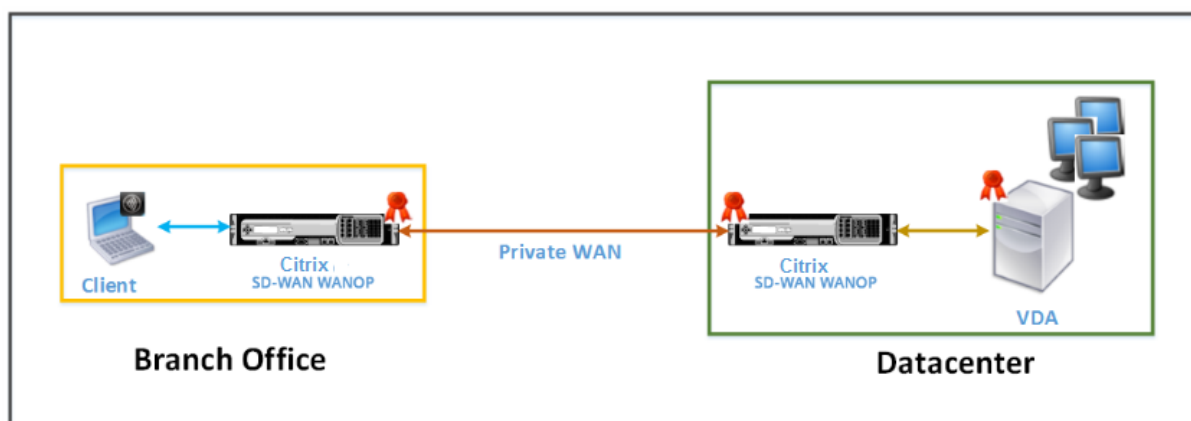 Client
Citrix
SD-WAN WANOP
Private WAN
Citrix
SD-WAN WANOP
VDA
Branch Office
Datacenter